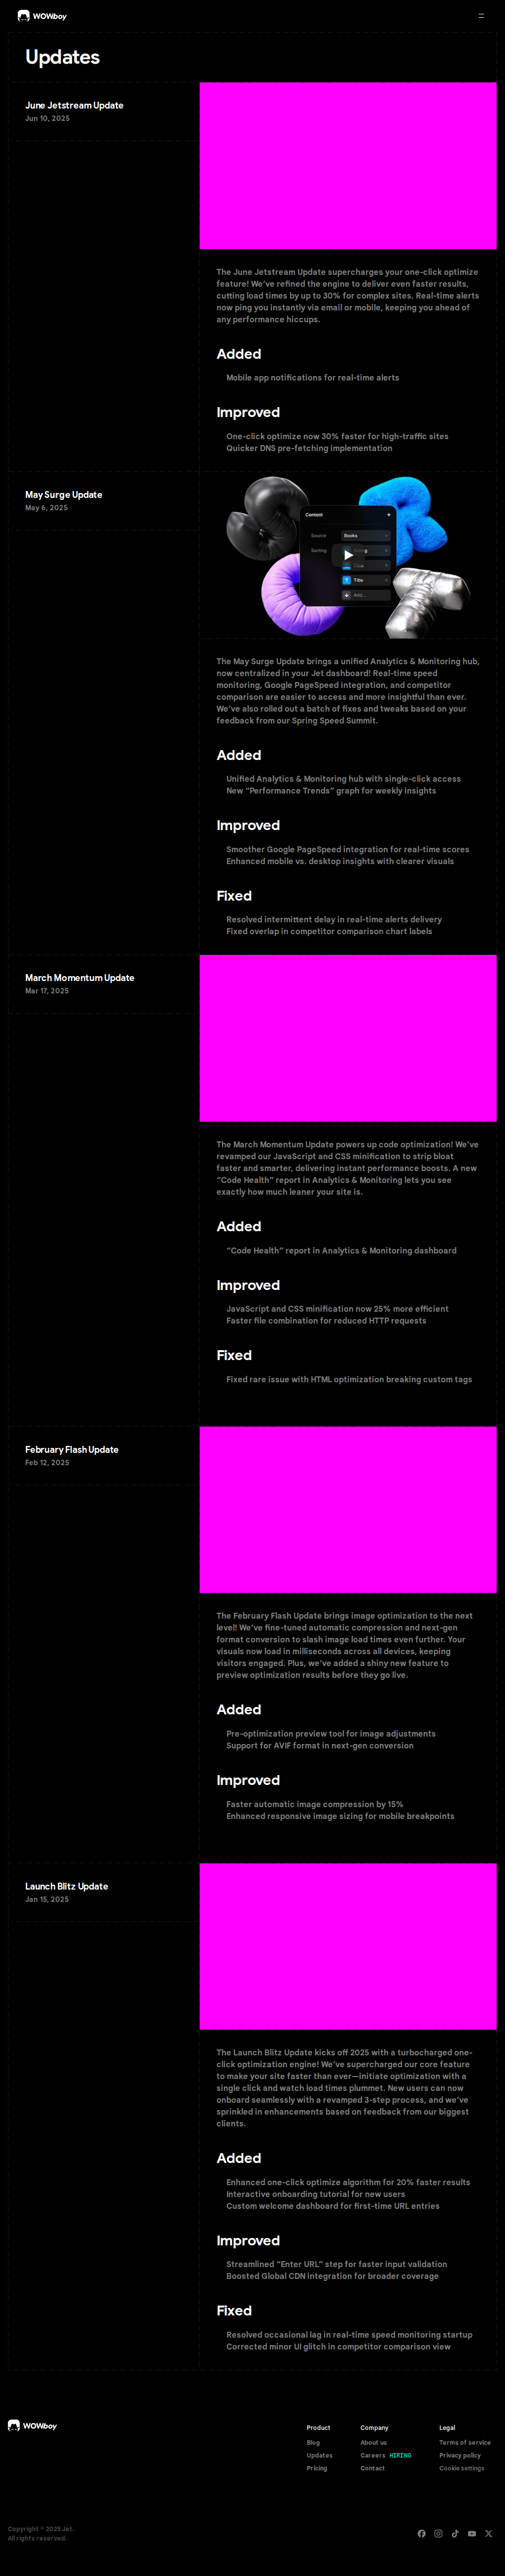 WOWboy
Updates
June Jetstream Update
Jun 10, 2025
The June Jetstream Update supercharges your one-click optimize
feature! We’ve refined the engine to deliver even faster results,
cutting load times by up to 30% for complex sites. Real-time alerts
now ping you instantly via email or mobile, keeping you ahead of
any performance hiccups.
Added
Mobile app notifications for real-time alerts
Improved
One-click optimize now 30% faster for high-traffic sites
Quicker DNS pre-fetching implementation
May Surge Update
May 6, 2025
Content
Source
Books
Sorting
Title
Add...
The May Surge Update brings a unified Analytics & Monitoring hub,
now centralized in your Jet dashboard! Real-time speed
monitoring, Google PageSpeed integration, and competitor
comparison are easier to access and more insightful than ever.
We’ve also rolled out a batch of fixes and tweaks based on your
feedback from our Spring Speed Summit.
Added
Unified Analytics & Monitoring hub with single-click access
New “Performance Trends” graph for weekly insights
Improved
Smoother Google PageSpeed integration for real-time scores
Enhanced mobile vs. desktop insights with clearer visuals
Fixed
Resolved intermittent delay in real-time alerts delivery
Fixed overlap in competitor comparison chart labels
March Momentum Update
Mar 17, 2025
The March Momentum Update powers up code optimization! We’ve
revamped our JavaScript and CSS minification to strip bloat
faster and smarter, delivering instant performance boosts. A new
“Code Health” report in Analytics & Monitoring lets you see
exactly how much leaner your site is.
Added
“Code Health” report in Analytics & Monitoring dashboard
Improved
JavaScript and CSS minification now 25% more efficient
Faster file combination for reduced HTTP requests
Fixed
Fixed rare issue with HTML optimization breaking custom tags
February Flash Update
Feb 12, 2025
The February Flash Update brings image optimization to the next
level! We’ve fine-tuned automatic compression and next-gen
format conversion to slash image load times even further. Your
visuals now load in milliseconds across all devices, keeping
visitors engaged. Plus, we’ve added a shiny new feature to
preview optimization results before they go live.
Added
Pre-optimization preview tool for image adjustments
Support for AVIF format in next-gen conversion
Improved
Faster automatic image compression by 15%
Enhanced responsive image sizing for mobile breakpoints
Launch Blitz Update
Jan 15, 2025
The Launch Blitz Update kicks off 2025 with a turbocharged one-
click optimization engine! We’ve supercharged our core feature
to make your site faster than ever—initiate optimization with a
single click and watch load times plummet. New users can now
onboard seamlessly with a revamped 3-step process, and we’ve
sprinkled in enhancements based on feedback from our biggest
clients.
Added
Enhanced one-click optimize algorithm for 20% faster results
Interactive onboarding tutorial for new users
Custom welcome dashboard for first-time URL entries
Improved
Streamlined “Enter URL” step for faster input validation
Boosted Global CDN integration for broader coverage
Fixed
Resolved occasional lag in real-time speed monitoring startup
Corrected minor UI glitch in competitor comparison view
WOWboy
Product
Blog
Updates
Pricing
Company
About us
Careers HIRING
Contact
Legal
Terms of service
Privacy policy
Cookie settings
Copyright © 2025 Jet.
All rights reserved.